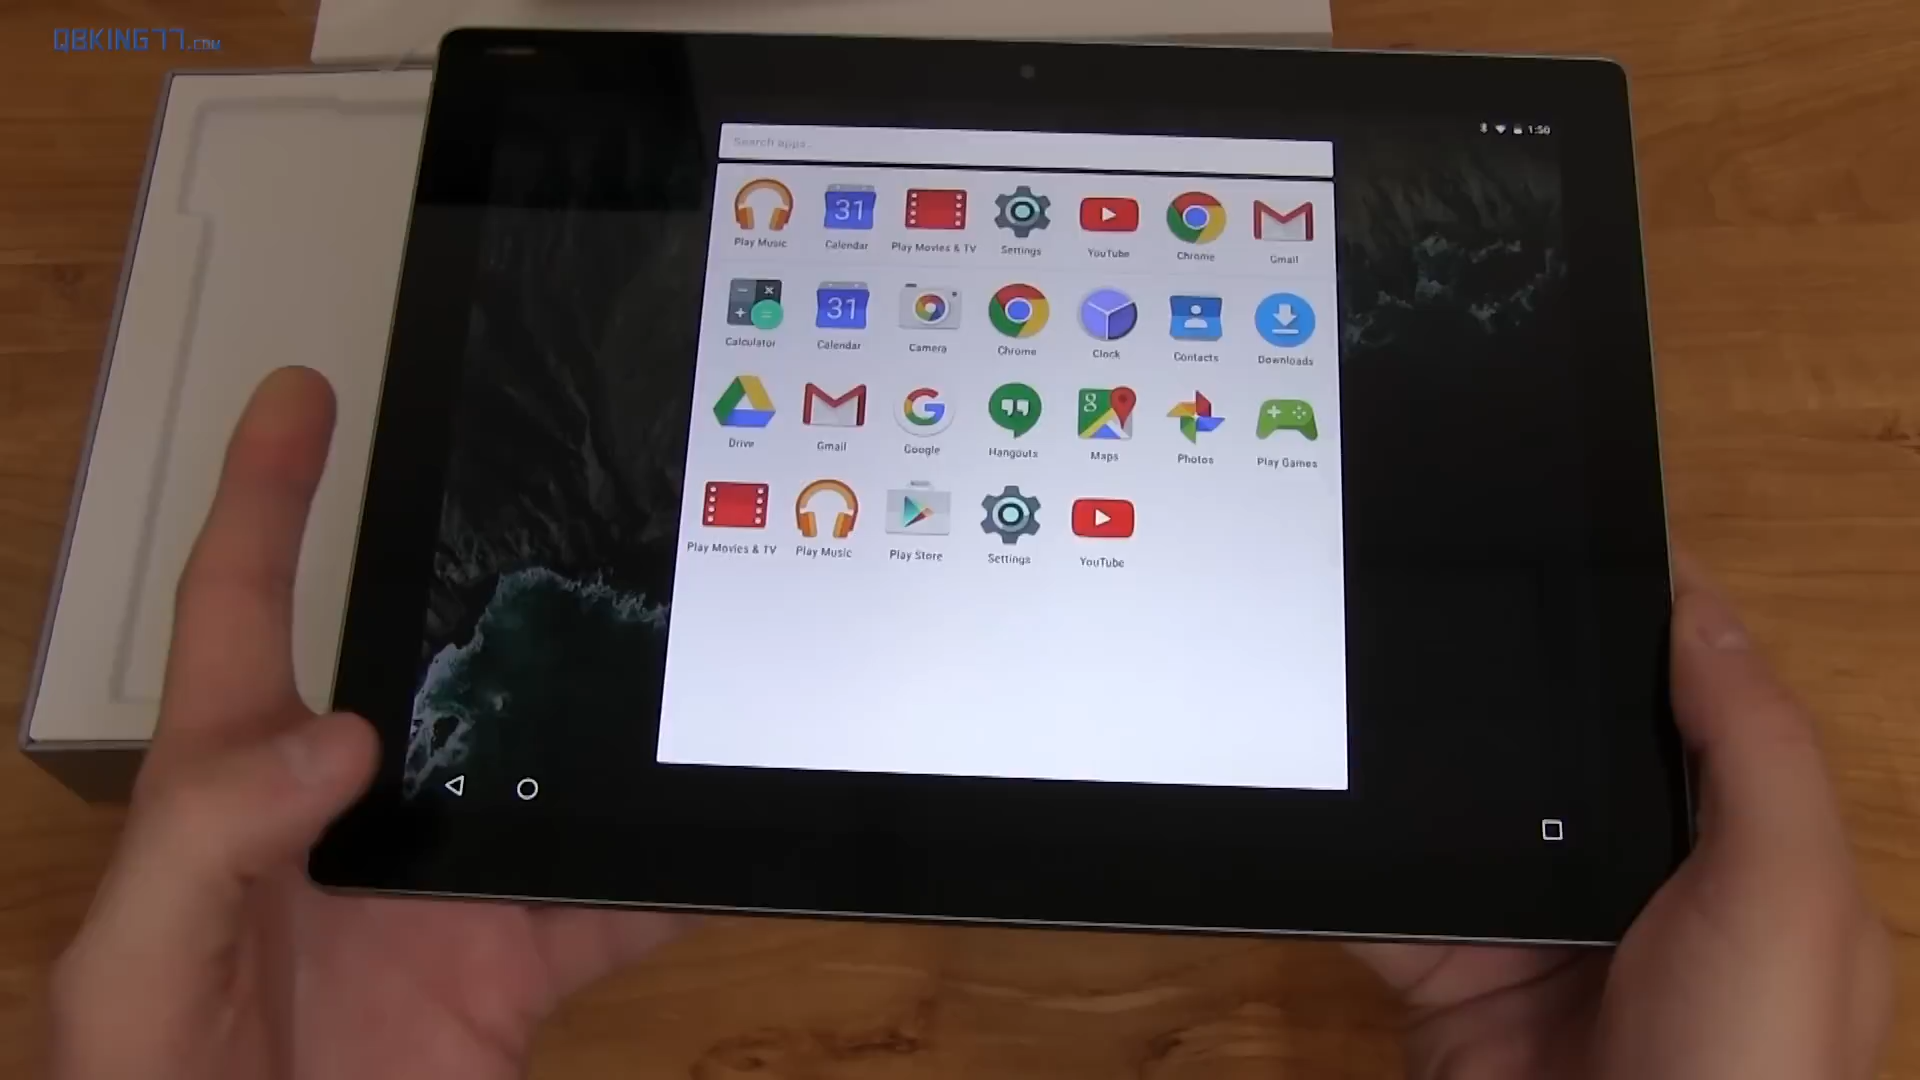 QBKING77.COM
1:50
Search apps...
Play Music
31
Calendar
Play Movies & TV
Settings
YouTube
Chrome
Gmail
Calculator
31
Calendar
Camera
Chrome
Clock
Contacts
Downloads
Drive
Gmail
Google
Hangouts
Maps
Photos
Play Games
Play Movies & TV
Play Music
Play Store
Settings
YouTube